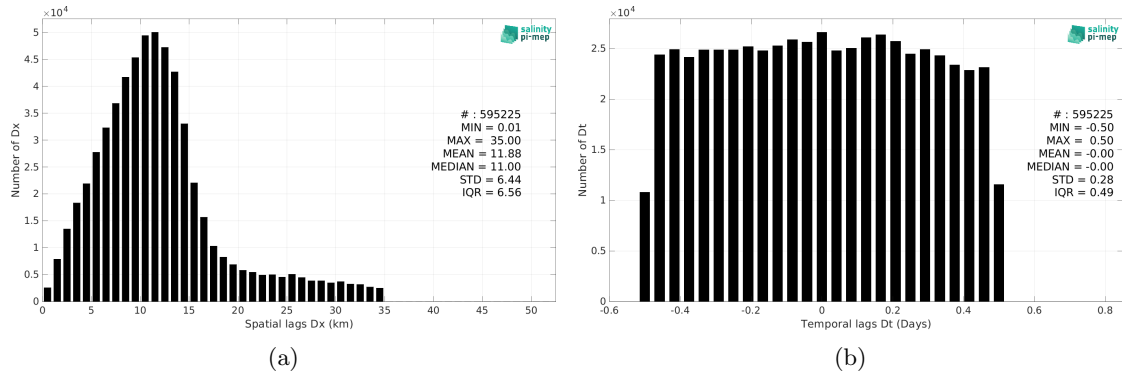 ×10⁴
5
4.5
4
3.5
3
2.5
2
1.5
1
0.5
0
Number of Dx
salinity
pi-mep
# : 595225
MIN = 0.01
MAX = 35.00
MEAN = 11.88
MEDIAN = 11.00
STD = 6.44
IQR = 6.56
0 5 10 15 20 25 30 35 40 45 50
Spatial lags Dx (km)
(a)
×10⁴
2.5
2
1.5
1
0.5
0
Number of Dt
salinity
pi-mep
# : 595225
MIN = -0.50
MAX = 0.50
MEAN = -0.00
MEDIAN = -0.00
STD = 0.28
IQR = 0.49
-0.6 -0.4 -0.2 0 0.2 0.4 0.6 0.8
Temporal lags Dt (Days)
(b)